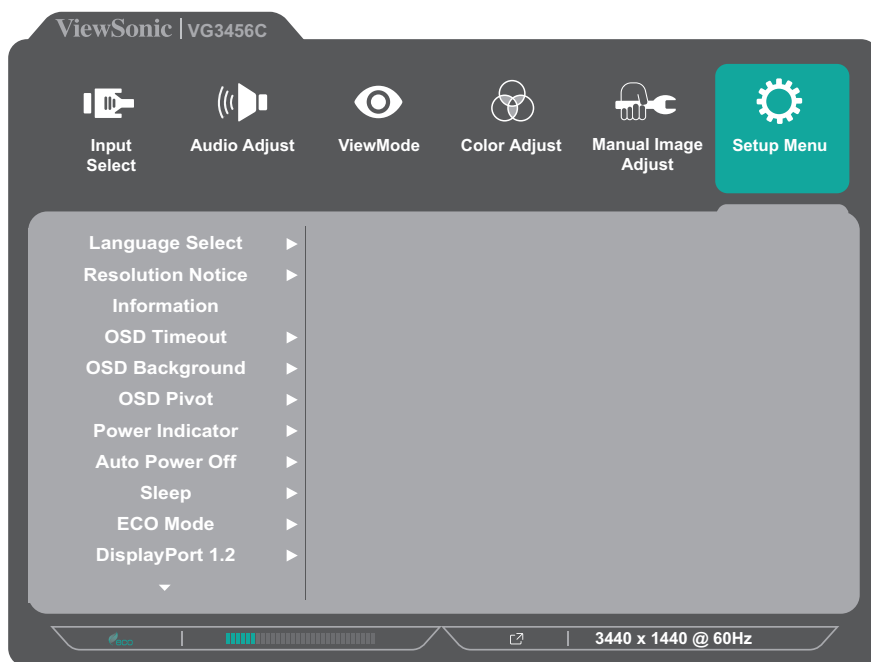 ViewSonic | VG3456C
Input Select
Audio Adjust
ViewMode
Color Adjust
Manual Image Adjust
Setup Menu
Language Select
Resolution Notice
Information
OSD Timeout
OSD Background
OSD Pivot
Power Indicator
Auto Power Off
Sleep
ECO Mode
DisplayPort 1.2
eco
3440 x 1440 @ 60Hz